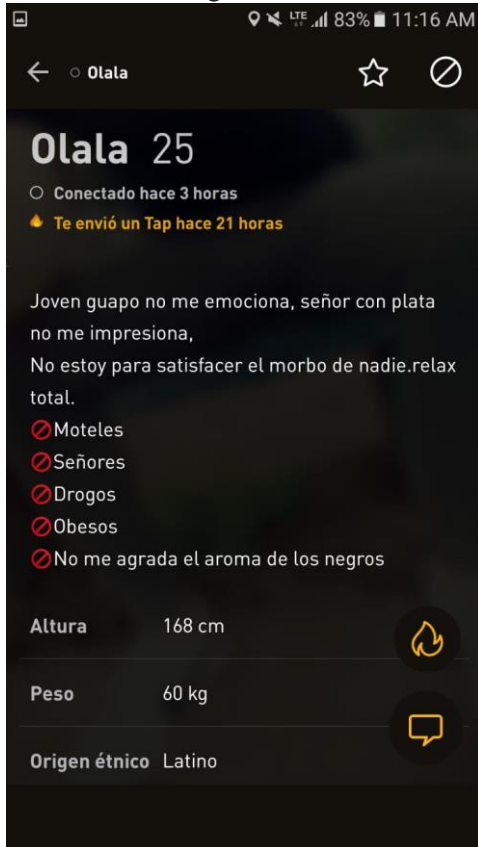 LTE 83% 11:16 AM
Olala
Olala 25
Conectado hace 3 horas
Te envió un Tap hace 21 horas
Joven guapo no me emociona, señor con plata
no me impresiona,
No estoy para satisfacer el morbo de nadie.relax
total.
🚫Moteles
🚫Señores
🚫Drogos
🚫Obesos
🚫No me agrada el aroma de los negros
Altura 168 cm
Peso 60 kg
Origen étnico Latino